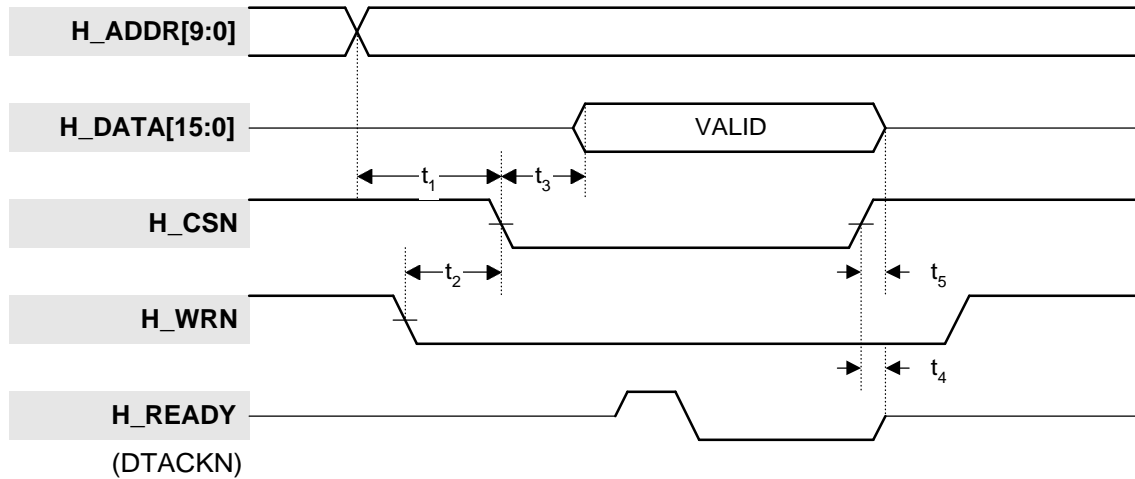 H_ADDR[9:0]
H_DATA[15:0]
VALID
t1
t3
H_CSN
t2
t5
H_WRN
t4
H_READY
(DTACKN)